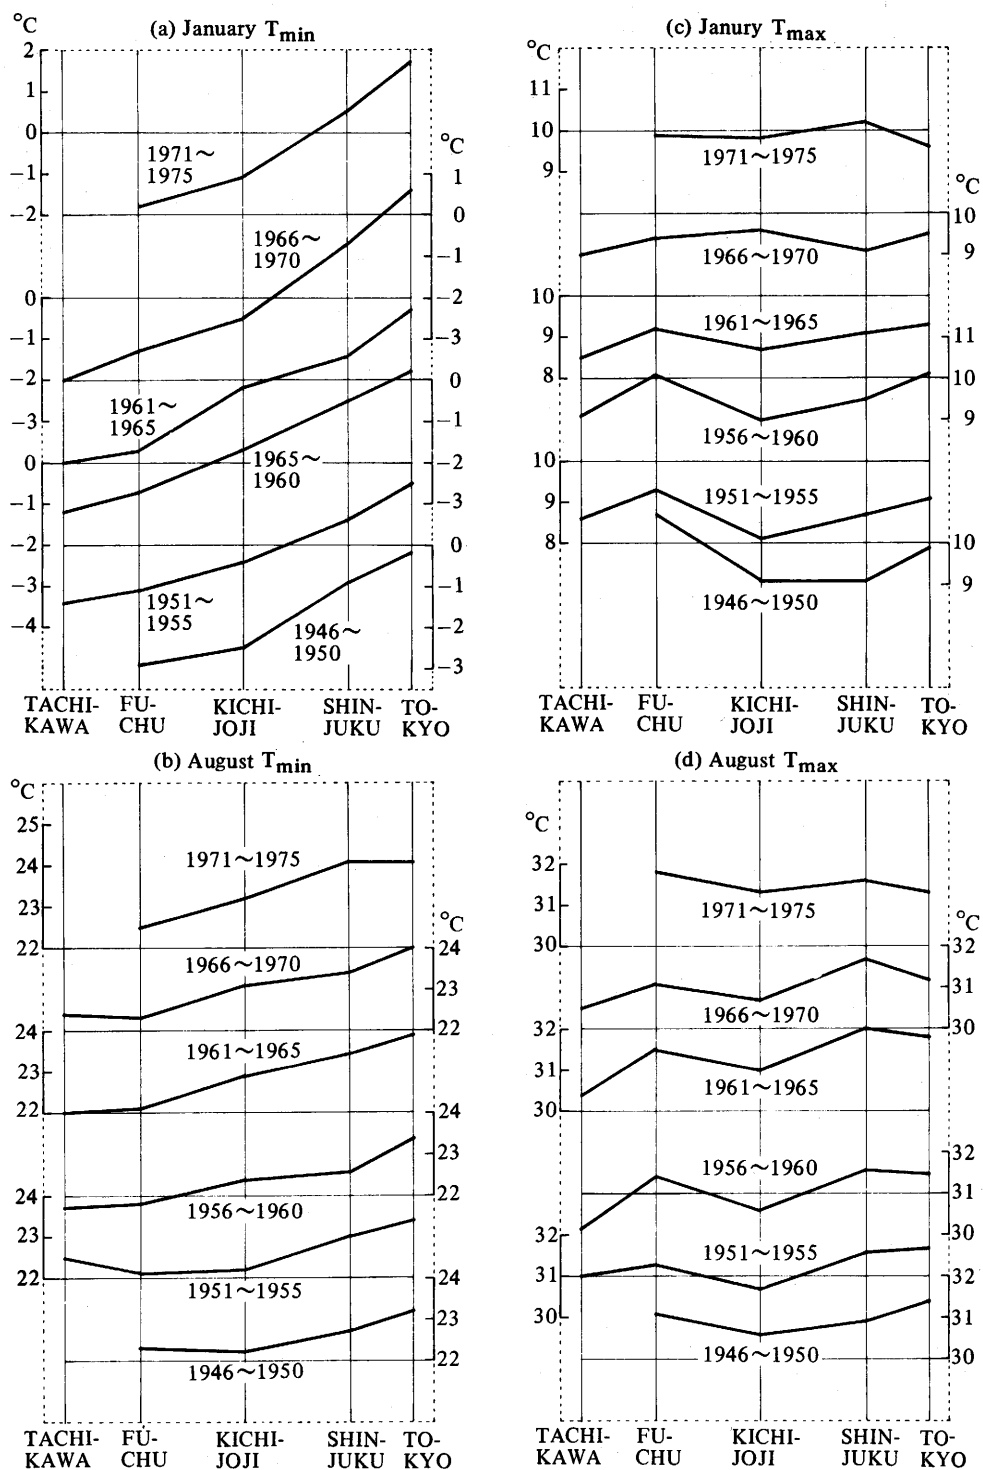 (a) January Tmin
°C
2
1
0
−1
−2
0
−1
−2
−3
0
−1
−2
−3
−4
1971~
1975
1966~
1970
1961~
1965
1965~
1960
1951~
1955
1946~
1950
°C
1
0
−1
−2
−3
0
−1
−2
−3
0
−1
−2
−3
TACHI-
KAWA
FU-
CHU
KICHI-
JOJI
SHIN-
JUKU
TO-
KYO
(c) Janury Tmax
°C
11
10
9
10
9
8
10
9
8
1971~1975
1966~1970
1961~1965
1956~1960
1951~1955
1946~1950
°C
10
9
11
10
9
10
9
TACHI-
KAWA
FU-
CHU
KICHI-
JOJI
SHIN-
JUKU
TO-
KYO
(b) August Tmin
°C
25
24
23
22
24
23
22
24
23
22
1971~1975
1966~1970
1961~1965
1956~1960
1951~1955
1946~1950
°C
24
23
22
24
23
22
24
23
22
TACHI-
KAWA
FU-
CHU
KICHI-
JOJI
SHIN-
JUKU
TO-
KYO
(d) August Tmax
°C
32
31
30
32
31
30
32
31
30
1971~1975
1966~1970
1961~1965
1956~1960
1951~1955
1946~1950
°C
32
31
30
32
31
30
32
31
30
TACHI-
KAWA
FU-
CHU
KICHI-
JOJI
SHIN-
JUKU
TO-
KYO